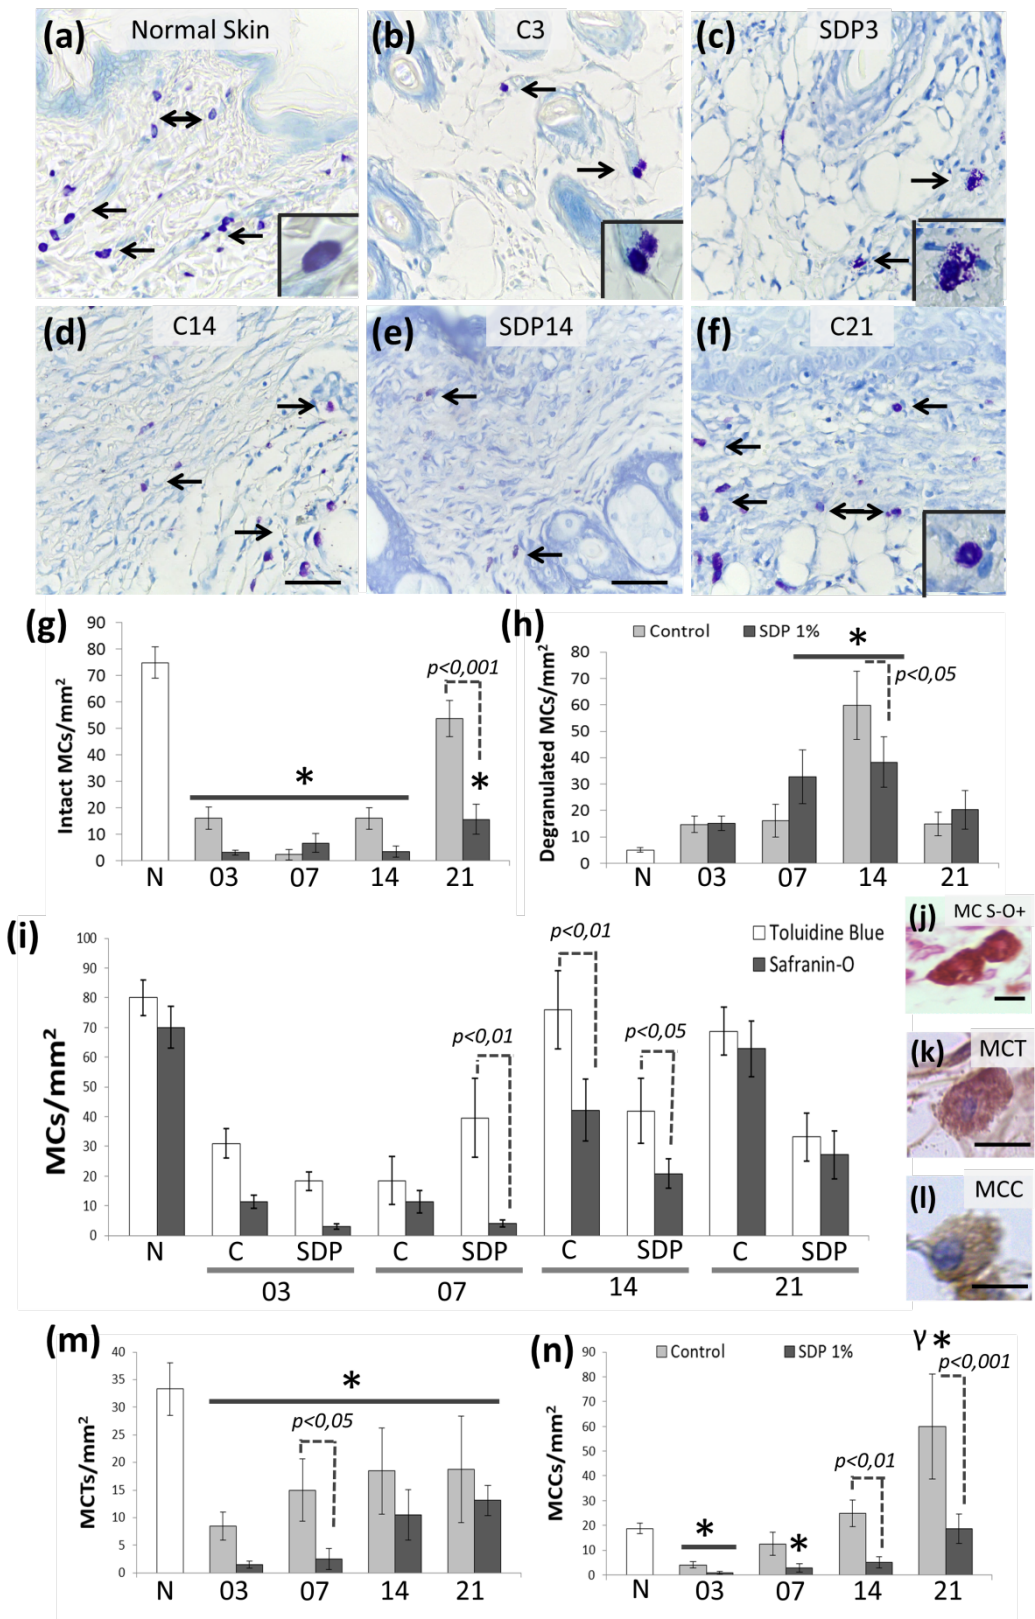 (a) Normal Skin
(b) C3
(c) SDP3
(d) C14
(e) SDP14
(f) C21
(g)
Intact MCs/mm²
90
80
70
60
50
40
30
20
10
0
*
p<0,001
*
N 03 07 14 21
(h)
Control SDP 1%
Degranulated MCs/mm²
80
70
60
50
40
30
20
10
0
*
p<0,05
N 03 07 14 21
(i)
Toluidine Blue
Safranin-O
MCs/mm²
100
90
80
70
60
50
40
30
20
10
0
p<0,01
p<0,01
p<0,05
N C SDP C SDP C SDP C SDP
03 07 14 21
(j) MC S-O+
(k) MCT
(l) MCC
(m)
MCTs/mm²
40
35
30
25
20
15
10
5
0
*
p<0,05
N 03 07 14 21
(n)
Control SDP 1%
MCCs/mm²
90
80
70
60
50
40
30
20
10
0
*
*
p<0,01
γ *
p<0,001
N 03 07 14 21